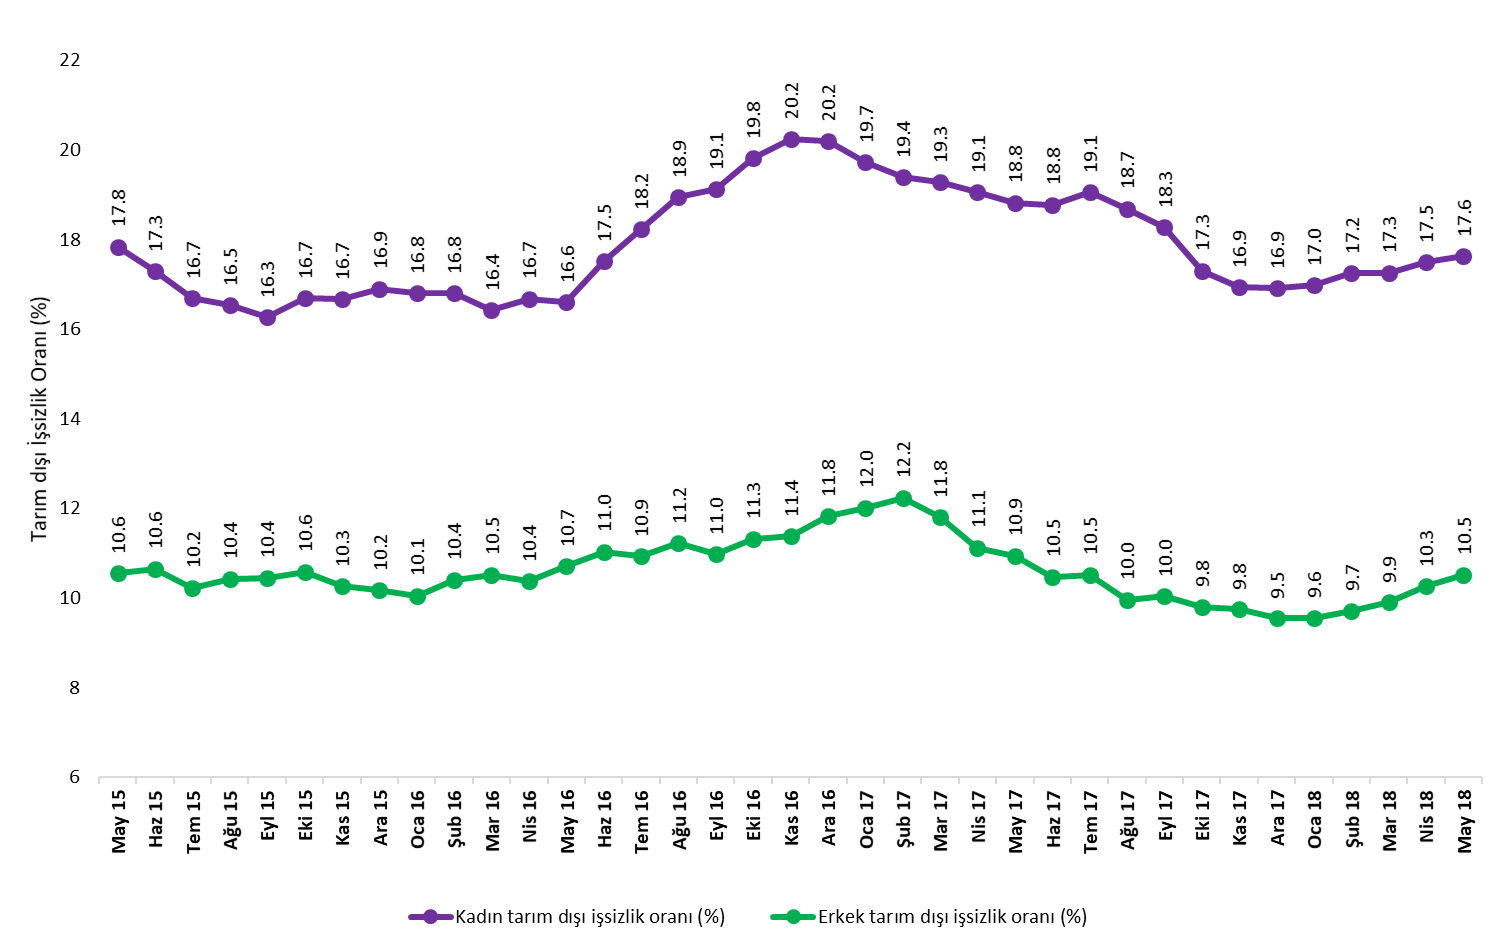 22
20
18
16
14
12
10
8
6
Tarım dışı İşsizlik Oranı (%)
17.8 17.3 16.7 16.5 16.3 16.7 16.7 16.9 16.8 16.8 16.4 16.7 16.6 17.5 18.2 18.9 19.1 19.8 20.2 20.2 19.7 19.4 19.3 19.1 18.8 18.8 19.1 18.7 18.3 17.3 16.9 16.9 17.0 17.2 17.3 17.5 17.6
10.6 10.6 10.2 10.4 10.4 10.6 10.3 10.2 10.1 10.4 10.5 10.4 10.7 11.0 10.9 11.2 11.0 11.3 11.4 11.8 12.0 12.2 11.8 11.1 10.9 10.5 10.5 10.0 10.0 9.8 9.8 9.5 9.6 9.7 9.9 10.3 10.5
May 15 Haz 15 Tem 15 Ağu 15 Eyl 15 Eki 15 Kas 15 Ara 15 Oca 16 Şub 16 Mar 16 Nis 16 May 16 Haz 16 Tem 16 Ağu 16 Eyl 16 Eki 16 Kas 16 Ara 16 Oca 17 Şub 17 Mar 17 Nis 17 May 17 Haz 17 Tem 17 Ağu 17 Eyl 17 Eki 17 Kas 17 Ara 17 Oca 18 Şub 18 Mar 18 Nis 18 May 18
Kadın tarım dışı işsizlik oranı (%) Erkek tarım dışı işsizlik oranı (%)